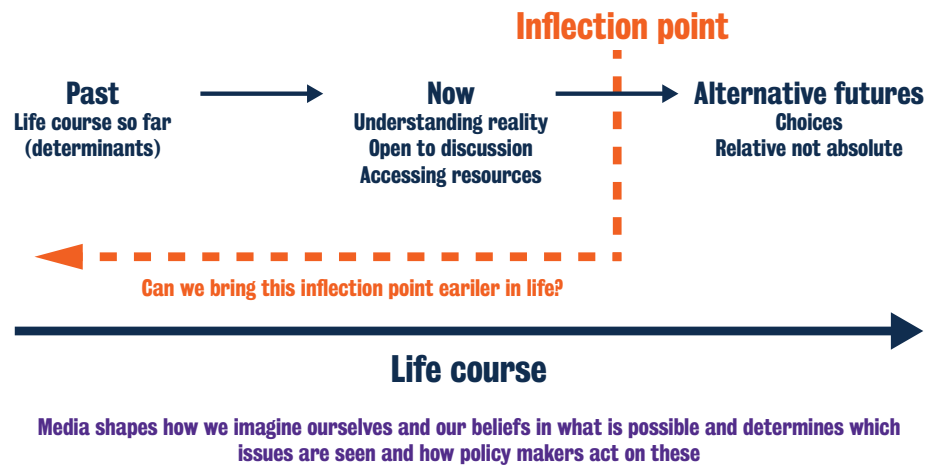 Inflection point
Past
Life course so far
(determinants)
Now
Understanding reality
Open to discussion
Accessing resources
Alternative futures
Choices
Relative not absolute
Can we bring this inflection point eariler in life?
Life course
Media shapes how we imagine ourselves and our beliefs in what is possible and determines which
issues are seen and how policy makers act on these